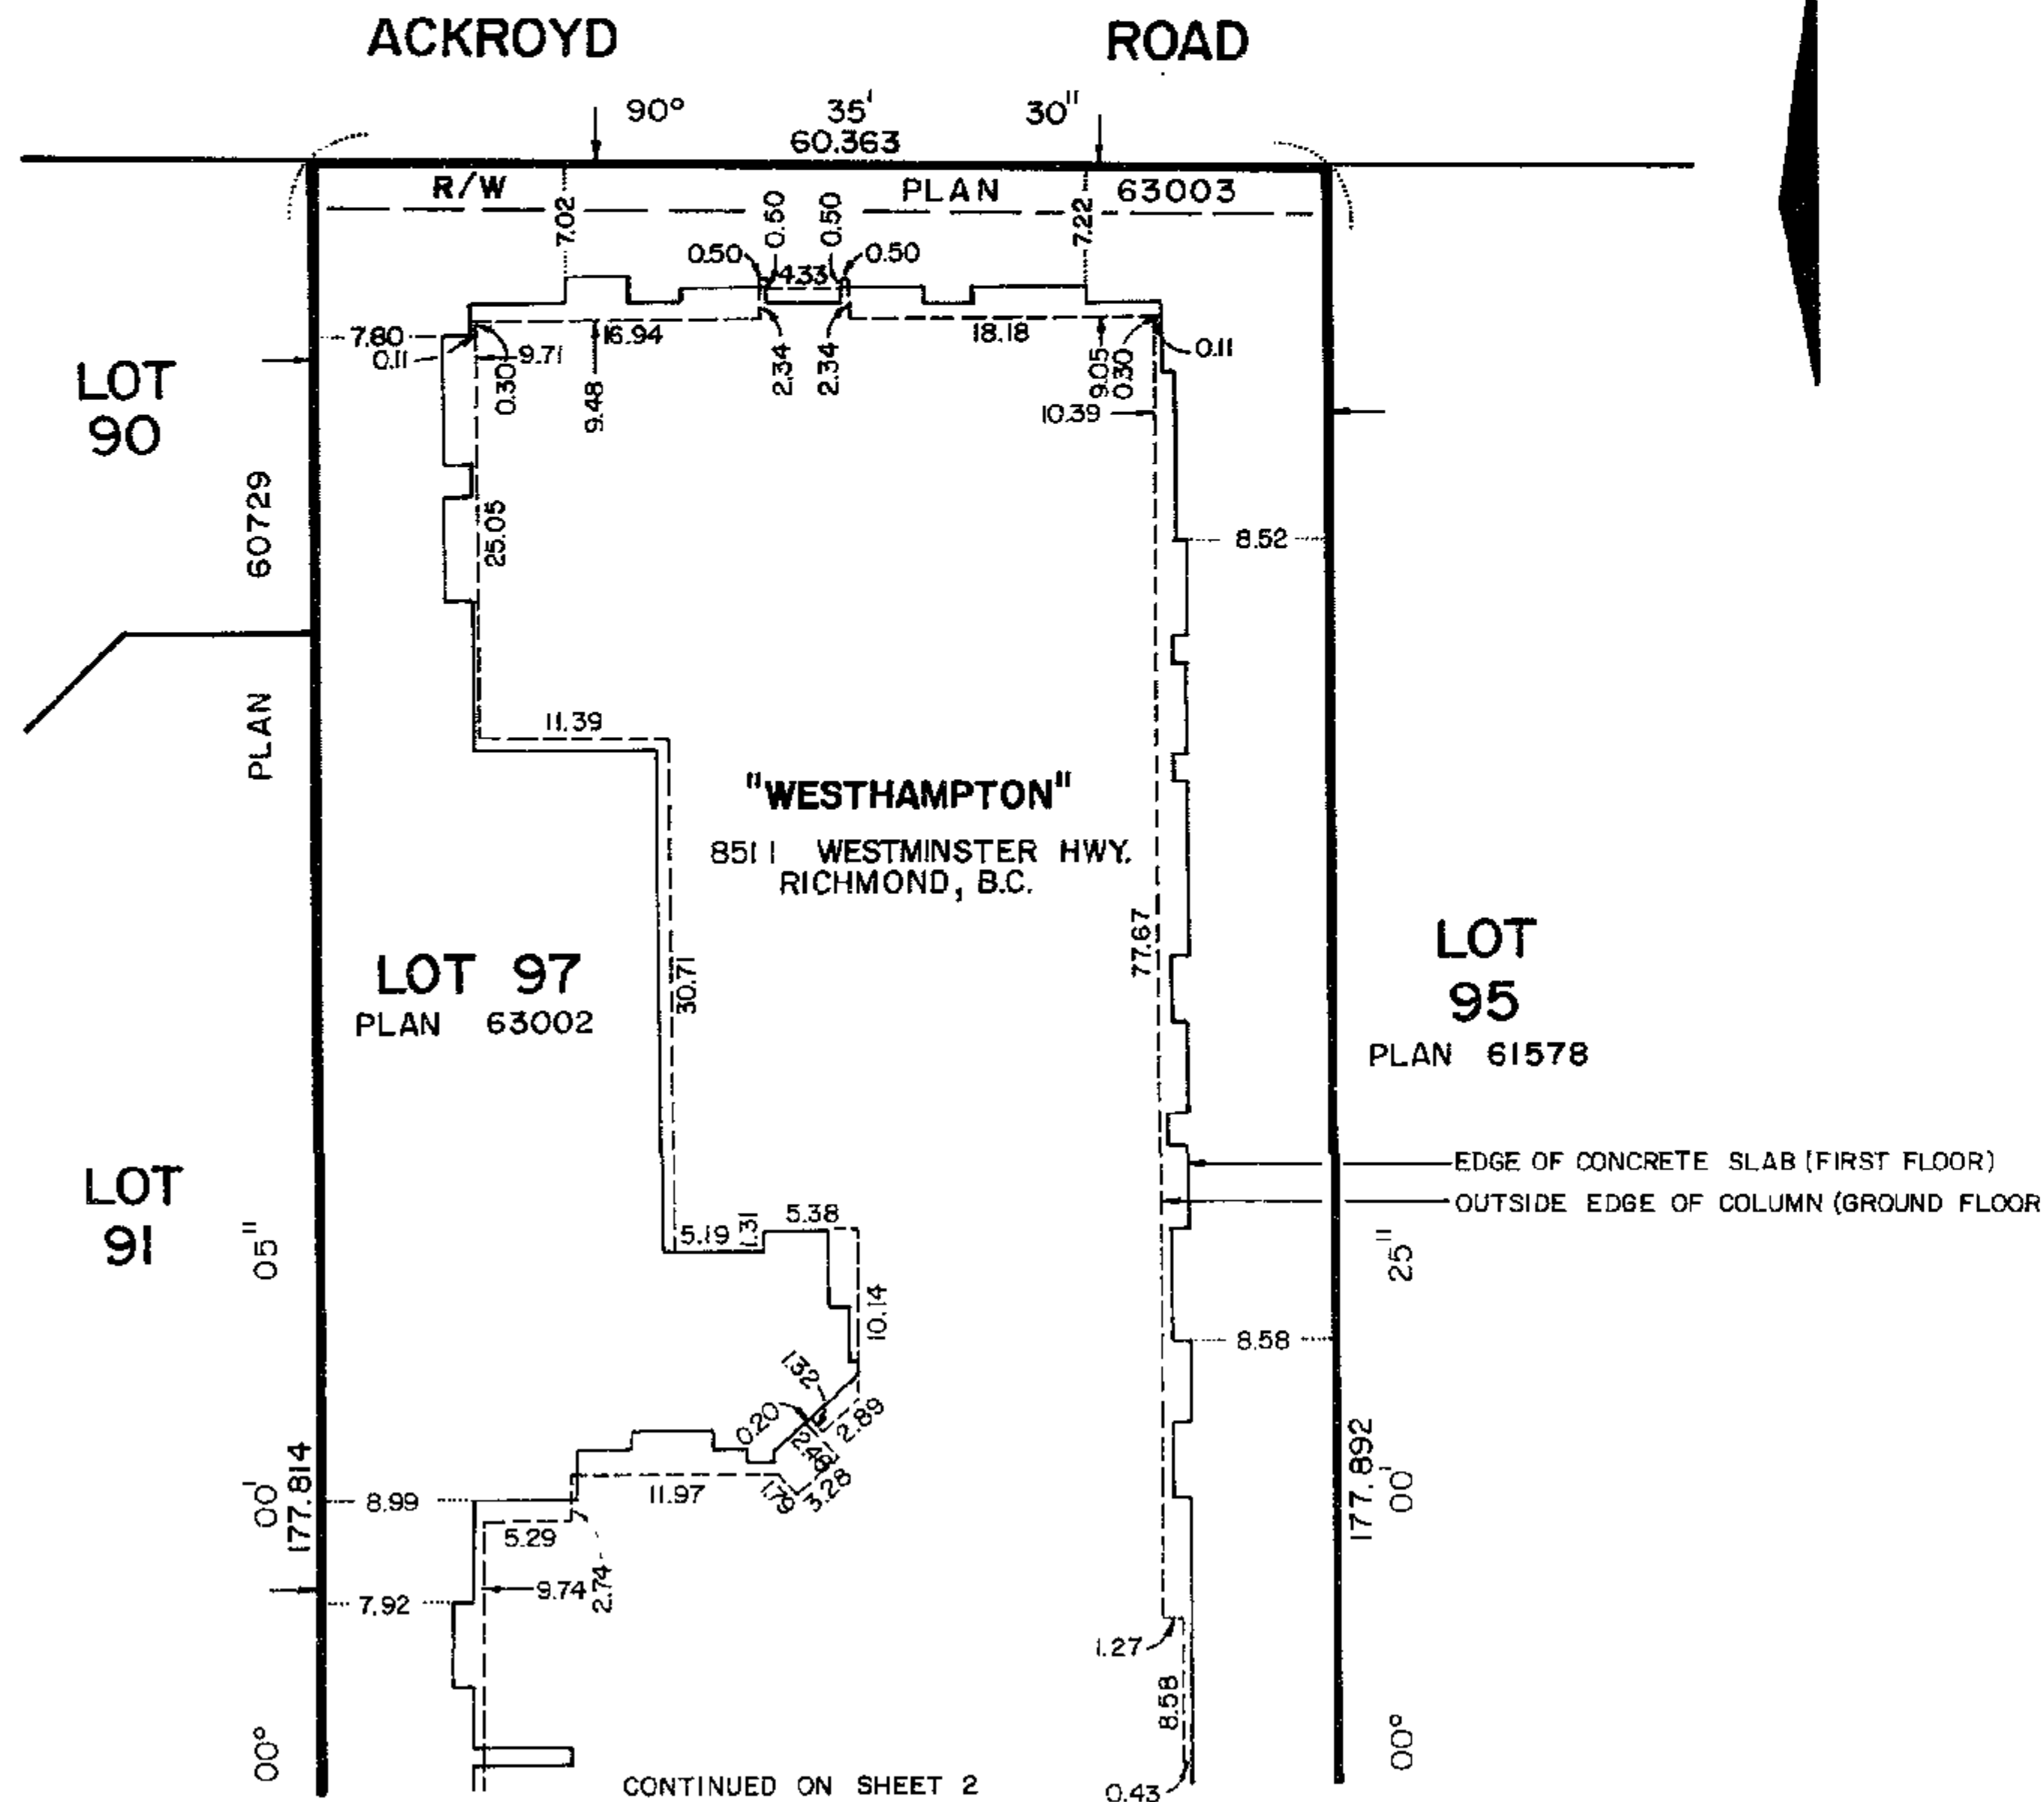 ACKROYD ROAD
90° 35' 30"
60.363
R/W PLAN 63003
7.02
0.50
0.50
7.22
0.50
4.33
0.50
7.80
16.94
18.18
0.11
9.71
0.30
9.48
2.34
2.34
9.05
0.30
0.11
10.39
LOT
90
PLAN 60729
25.05
8.52
11.39
"WESTHAMPTON"
8511 WESTMINSTER HWY.
RICHMOND, B.C.
77.67
LOT 97
PLAN 63002
30.71
LOT
95
PLAN 61578
EDGE OF CONCRETE SLAB (FIRST FLOOR)
OUTSIDE EDGE OF COLUMN (GROUND FLOOR
LOT
91
5.19
1.31
5.38
10.14
8.58
1.32
0.20
2.89
2.48
3.28
1.79
11.97
00° 00' 05"
177.814
00° 00' 25"
177.892
8.99
5.29
9.74
2.74
7.92
1.27
8.58
0.43
CONTINUED ON SHEET 2